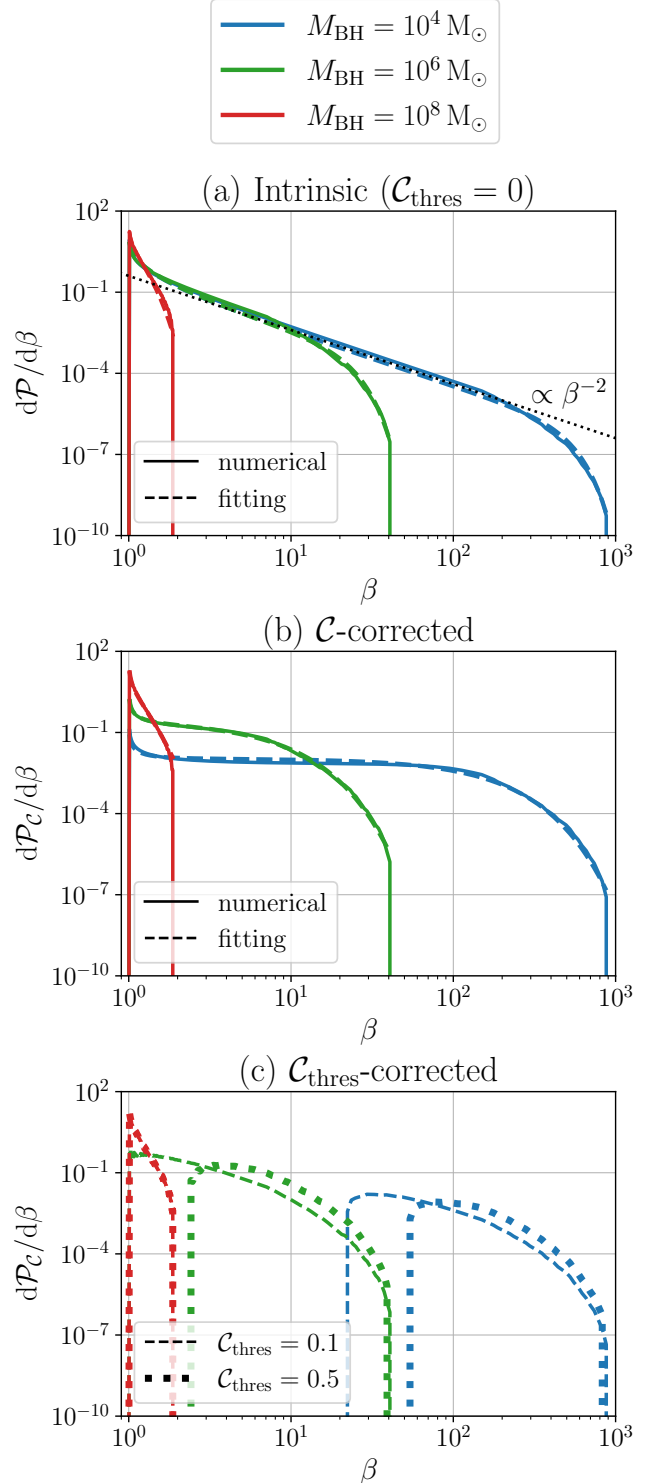 M_BH = 10^4 M_⊙
M_BH = 10^6 M_⊙
M_BH = 10^8 M_⊙
(a) Intrinsic (𝒞_thres = 0)
10^2
10^-1
10^-4
10^-7
10^-10
d𝒫/dβ
∝ β^-2
numerical
fitting
10^0 10^1 10^2 10^3
β
(b) 𝒞-corrected
10^2
10^-1
10^-4
10^-7
10^-10
d𝒫_𝒞/dβ
numerical
fitting
10^0 10^1 10^2 10^3
β
(c) 𝒞_thres-corrected
10^2
10^-1
10^-4
10^-7
10^-10
d𝒫_𝒞/dβ
𝒞_thres = 0.1
𝒞_thres = 0.5
10^0 10^1 10^2 10^3
β